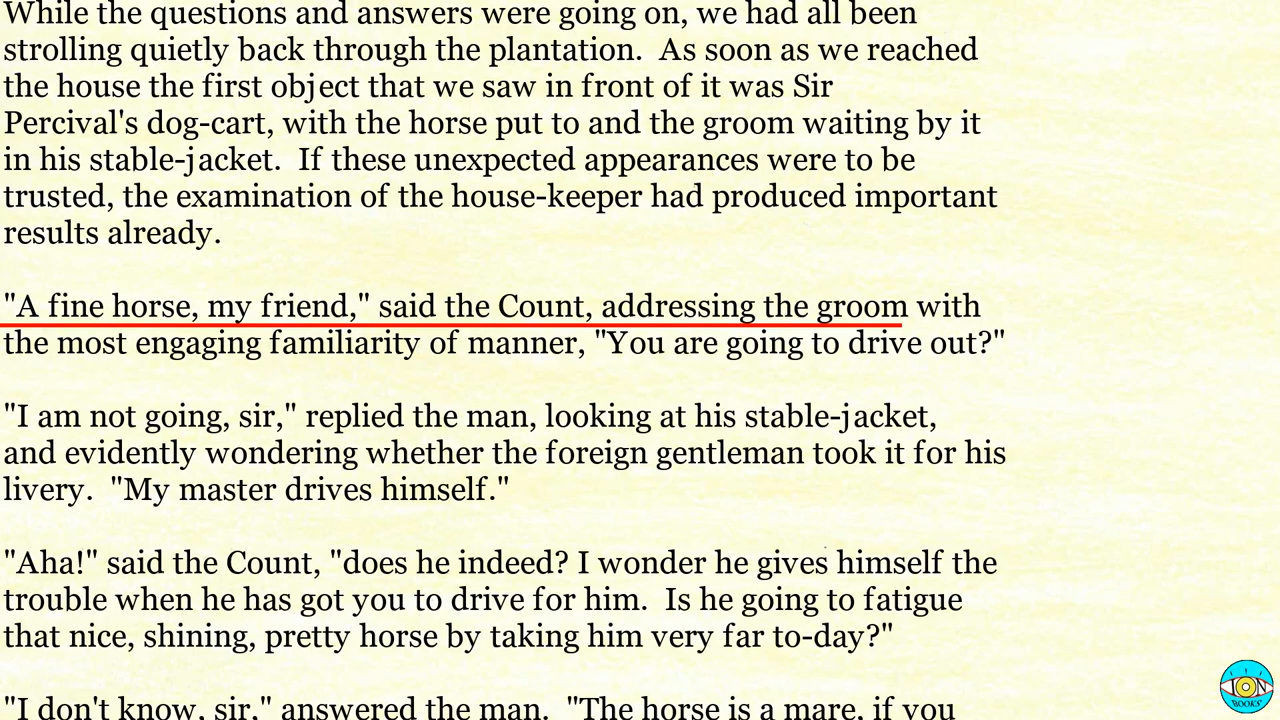 While the questions and answers were going on, we had all been
strolling quietly back through the plantation.  As soon as we reached
the house the first object that we saw in front of it was Sir
Percival's dog-cart, with the horse put to and the groom waiting by it
in his stable-jacket.  If these unexpected appearances were to be
trusted, the examination of the house-keeper had produced important
results already.
"A fine horse, my friend," said the Count, addressing the groom with
the most engaging familiarity of manner, "You are going to drive out?"
"I am not going, sir," replied the man, looking at his stable-jacket,
and evidently wondering whether the foreign gentleman took it for his
livery.  "My master drives himself."
"Aha!" said the Count, "does he indeed? I wonder he gives himself the
trouble when he has got you to drive for him.  Is he going to fatigue
that nice, shining, pretty horse by taking him very far to-day?"
"I don't know, sir," answered the man.  "The horse is a mare, if you
ION
BOOKS